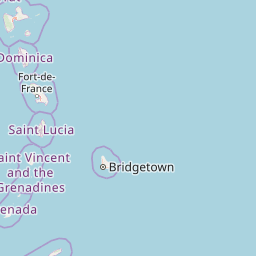 Dominica
Fort-de-
France
Saint Lucia
aint Vincent
and the
Grenadines
Bridgetown
enada